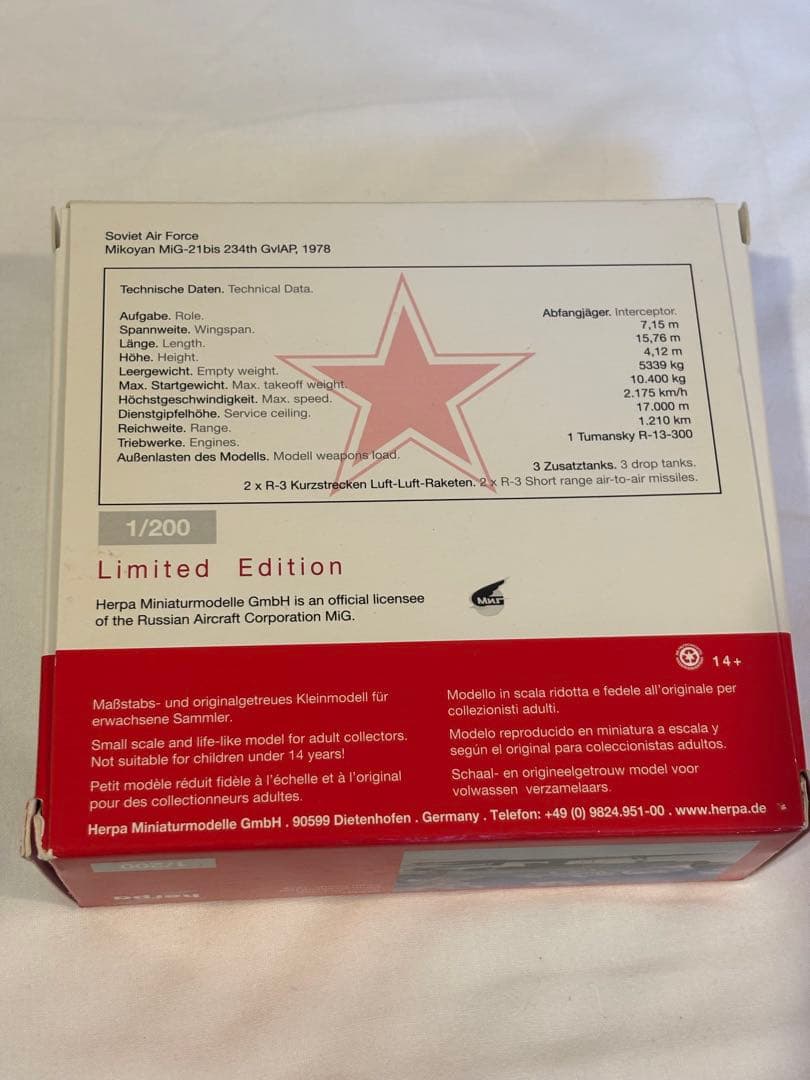 Soviet Air Force
Mikoyan MiG-21bis 234th GvIAP, 1978
Technische Daten. Technical Data.
Aufgabe. Role. Abfangjäger. Interceptor.
Spannweite. Wingspan. 7,15 m
Länge. Length. 15,76 m
Höhe. Height. 4,12 m
Leergewicht. Empty weight. 5339 kg
Max. Startgewicht. Max. takeoff weight. 10.400 kg
Höchstgeschwindigkeit. Max. speed. 2.175 km/h
Dienstgipfelhöhe. Service ceiling. 17.000 m
Reichweite. Range. 1.210 km
Triebwerke. Engines. 1 Tumansky R-13-300
Außenlasten des Modells. Modell weapons load.
3 Zusatztanks. 3 drop tanks.
2 x R-3 Kurzstrecken Luft-Luft-Raketen. 2 x R-3 Short range air-to-air missiles.
1/200
Limited Edition
Herpa Miniaturmodelle GmbH is an official licensee
of the Russian Aircraft Corporation MiG.
МиГ
14+
Maßstabs- und originalgetreues Kleinmodell für
erwachsene Sammler.
Small scale and life-like model for adult collectors.
Not suitable for children under 14 years!
Petit modèle réduit fidèle à l'échelle et à l'original
pour des collectionneurs adultes.
Modello in scala ridotta e fedele all'originale per
collezionisti adulti.
Modelo reproducido en miniatura a escala y
según el original para coleccionistas adultos.
Schaal- en origineelgetrouw model voor
volwassen verzamelaars.
Herpa Miniaturmodelle GmbH . 90599 Dietenhofen . Germany . Telefon: +49 (0) 9824.951-00 . www.herpa.de
1/200
herpa